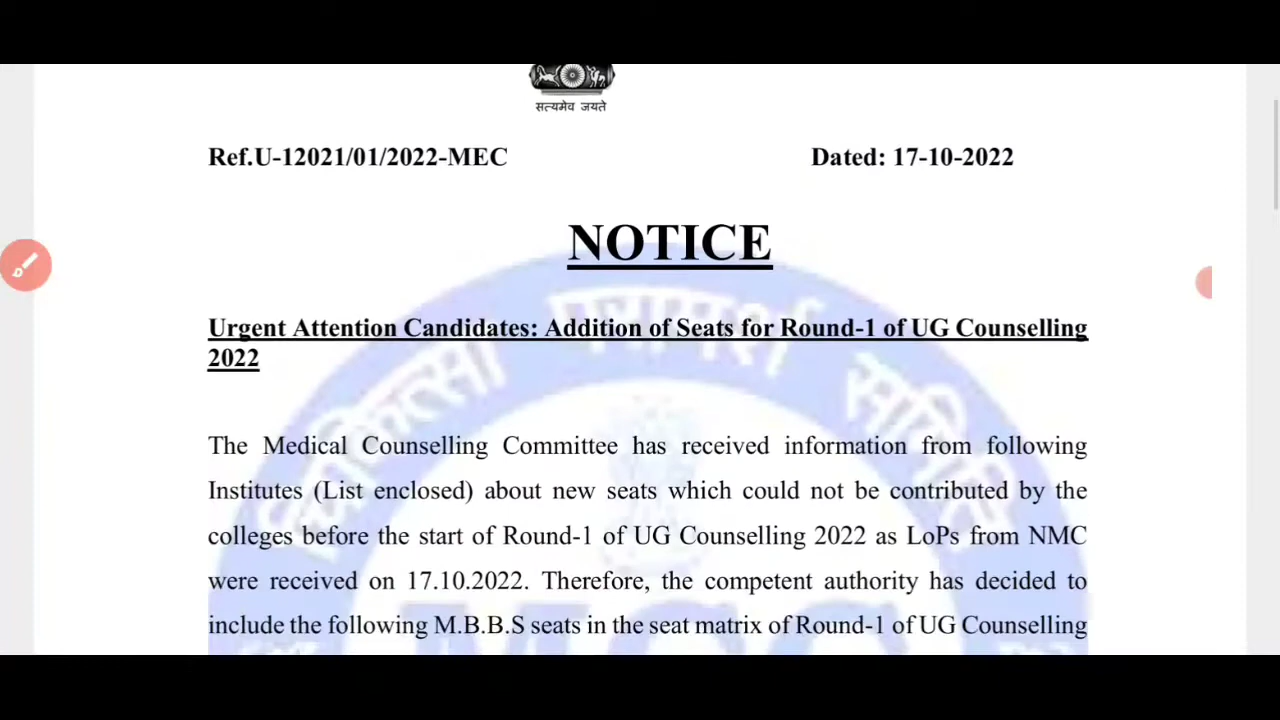 सत्यमेव जयते
Ref.U-12021/01/2022-MEC Dated: 17-10-2022
NOTICE
Urgent Attention Candidates: Addition of Seats for Round-1 of UG Counselling
2022
चिकित्सा परामर्श समिति
The Medical Counselling Committee has received information from following
Institutes (List enclosed) about new seats which could not be contributed by the
colleges before the start of Round-1 of UG Counselling 2022 as LoPs from NMC
were received on 17.10.2022. Therefore, the competent authority has decided to
include the following M.B.B.S seats in the seat matrix of Round-1 of UG Counselling
MCC